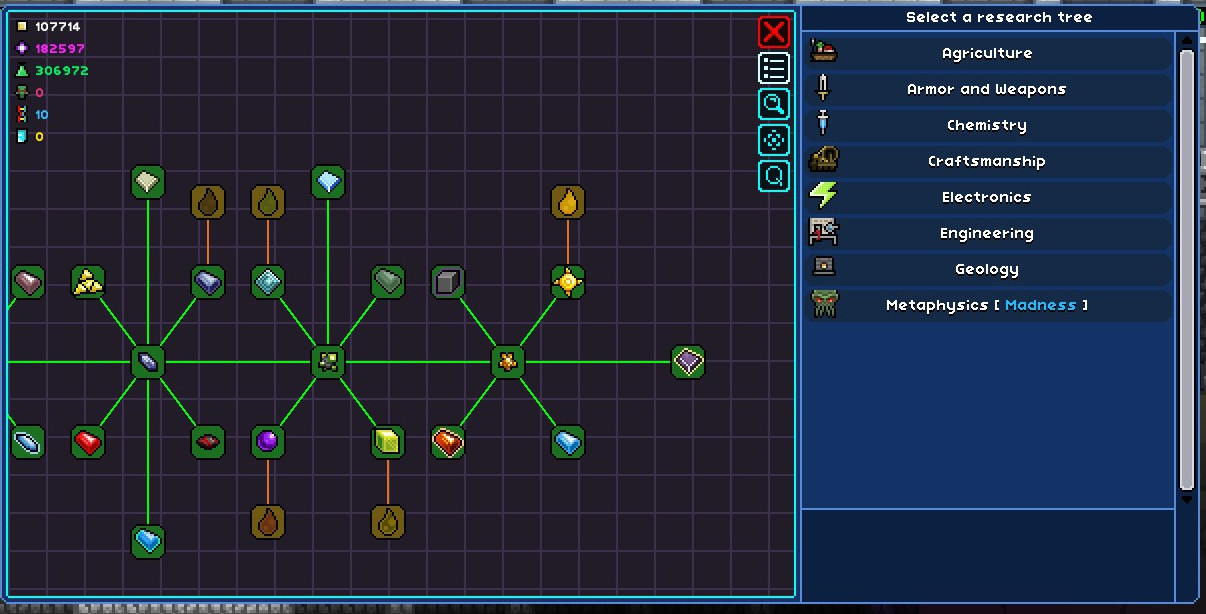 107714
182597
306972
0
10
0
Select a research tree
Agriculture
Armor and Weapons
Chemistry
Craftsmanship
Electronics
Engineering
Geology
Metaphysics [ Madness ]